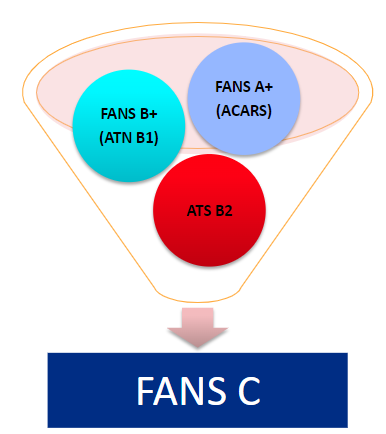 FANS B+
(ATN B1)
FANS A+
(ACARS)
ATS B2
FANS C